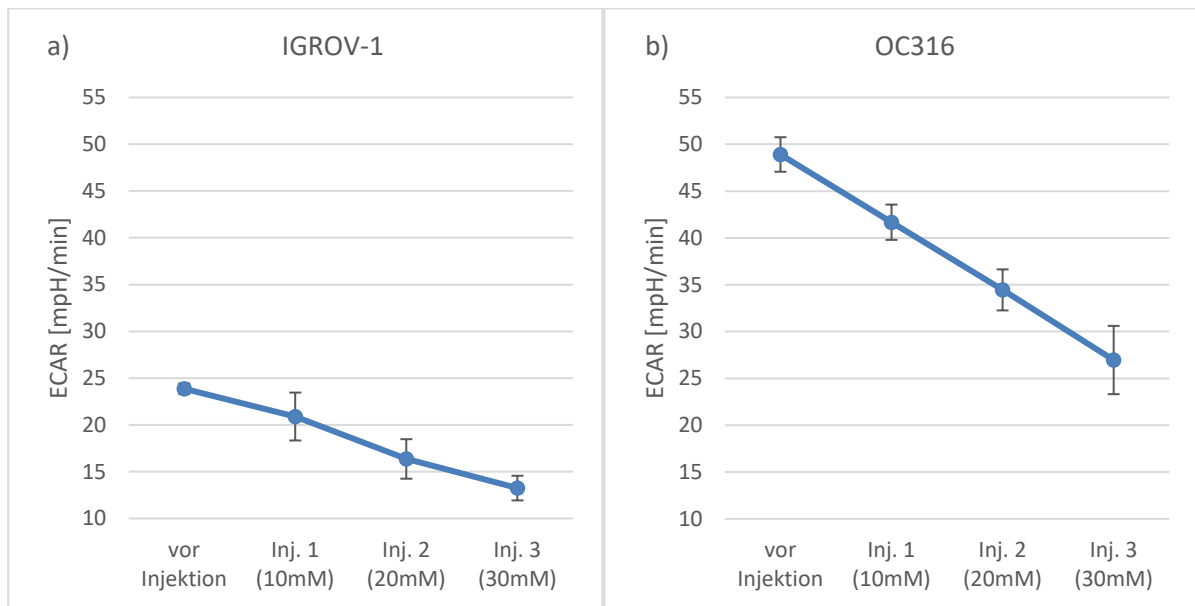 a)
IGROV-1
ECAR [mpH/min]
55
50
45
40
35
30
25
20
15
10
vor
Injektion
Inj. 1
(10mM)
Inj. 2
(20mM)
Inj. 3
(30mM)
b)
OC316
ECAR [mpH/min]
55
50
45
40
35
30
25
20
15
10
vor
Injektion
Inj. 1
(10mM)
Inj. 2
(20mM)
Inj. 3
(30mM)